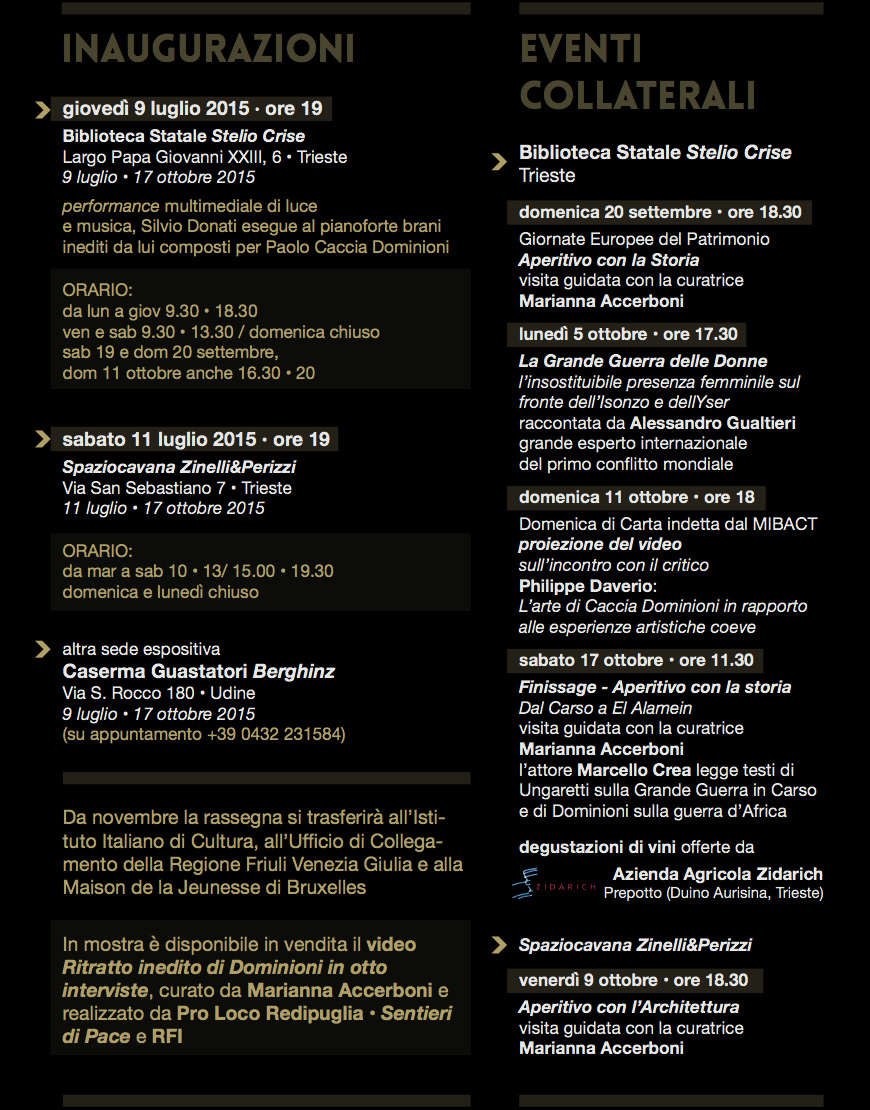 INAUGURAZIONI
giovedì 9 luglio 2015 · ore 19
Biblioteca Statale Stelio Crise
Largo Papa Giovanni XXIII, 6 • Trieste
9 luglio • 17 ottobre 2015
performance multimediale di luce
e musica, Silvio Donati esegue al pianoforte brani
inediti da lui composti per Paolo Caccia Dominioni
ORARIO:
da lun a giov 9.30 • 18.30
ven e sab 9.30 • 13.30 / domenica chiuso
sab 19 e dom 20 settembre,
dom 11 ottobre anche 16.30 • 20
sabato 11 luglio 2015 · ore 19
Spaziocavana Zinelli&Perizzi
Via San Sebastiano 7 • Trieste
11 luglio • 17 ottobre 2015
ORARIO:
da mar a sab 10 • 13/ 15.00 • 19.30
domenica e lunedì chiuso
altra sede espositiva
Caserma Guastatori Berghinz
Via S. Rocco 180 • Udine
9 luglio • 17 ottobre 2015
(su appuntamento +39 0432 231584)
Da novembre la rassegna si trasferirà all'Isti-
tuto Italiano di Cultura, all'Ufficio di Collega-
mento della Regione Friuli Venezia Giulia e alla
Maison de la Jeunesse di Bruxelles
In mostra è disponibile in vendita il video
Ritratto inedito di Dominioni in otto
interviste, curato da Marianna Accerboni e
realizzato da Pro Loco Redipuglia • Sentieri
di Pace e RFI
EVENTI
COLLATERALI
Biblioteca Statale Stelio Crise
Trieste
domenica 20 settembre • ore 18.30
Giornate Europee del Patrimonio
Aperitivo con la Storia
visita guidata con la curatrice
Marianna Accerboni
lunedì 5 ottobre • ore 17.30
La Grande Guerra delle Donne
l'insostituibile presenza femminile sul
fronte dell'Isonzo e dellYser
raccontata da Alessandro Gualtieri
grande esperto internazionale
del primo conflitto mondiale
domenica 11 ottobre • ore 18
Domenica di Carta indetta dal MIBACT
proiezione del video
sull'incontro con il critico
Philippe Daverio:
L'arte di Caccia Dominioni in rapporto
alle esperienze artistiche coeve
sabato 17 ottobre • ore 11.30
Finissage - Aperitivo con la storia
Dal Carso a El Alamein
visita guidata con la curatrice
Marianna Accerboni
l'attore Marcello Crea legge testi di
Ungaretti sulla Grande Guerra in Carso
e di Dominioni sulla guerra d'Africa
degustazioni di vini offerte da
ZIDARICH
Azienda Agricola Zidarich
Prepotto (Duino Aurisina, Trieste)
Spaziocavana Zinelli&Perizzi
venerdì 9 ottobre • ore 18.30
Aperitivo con l'Architettura
visita guidata con la curatrice
Marianna Accerboni